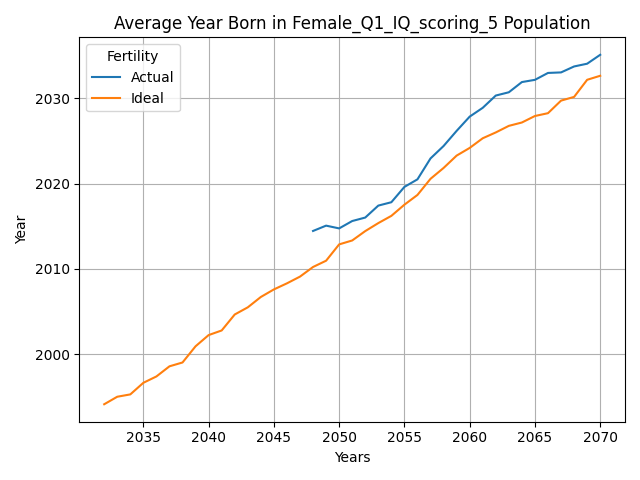 Average Year Born in Female_Q1_IQ_scoring_5 Population
Fertility
Actual
Ideal
Year
2030
2020
2010
2000
2035 2040 2045 2050 2055 2060 2065 2070
Years